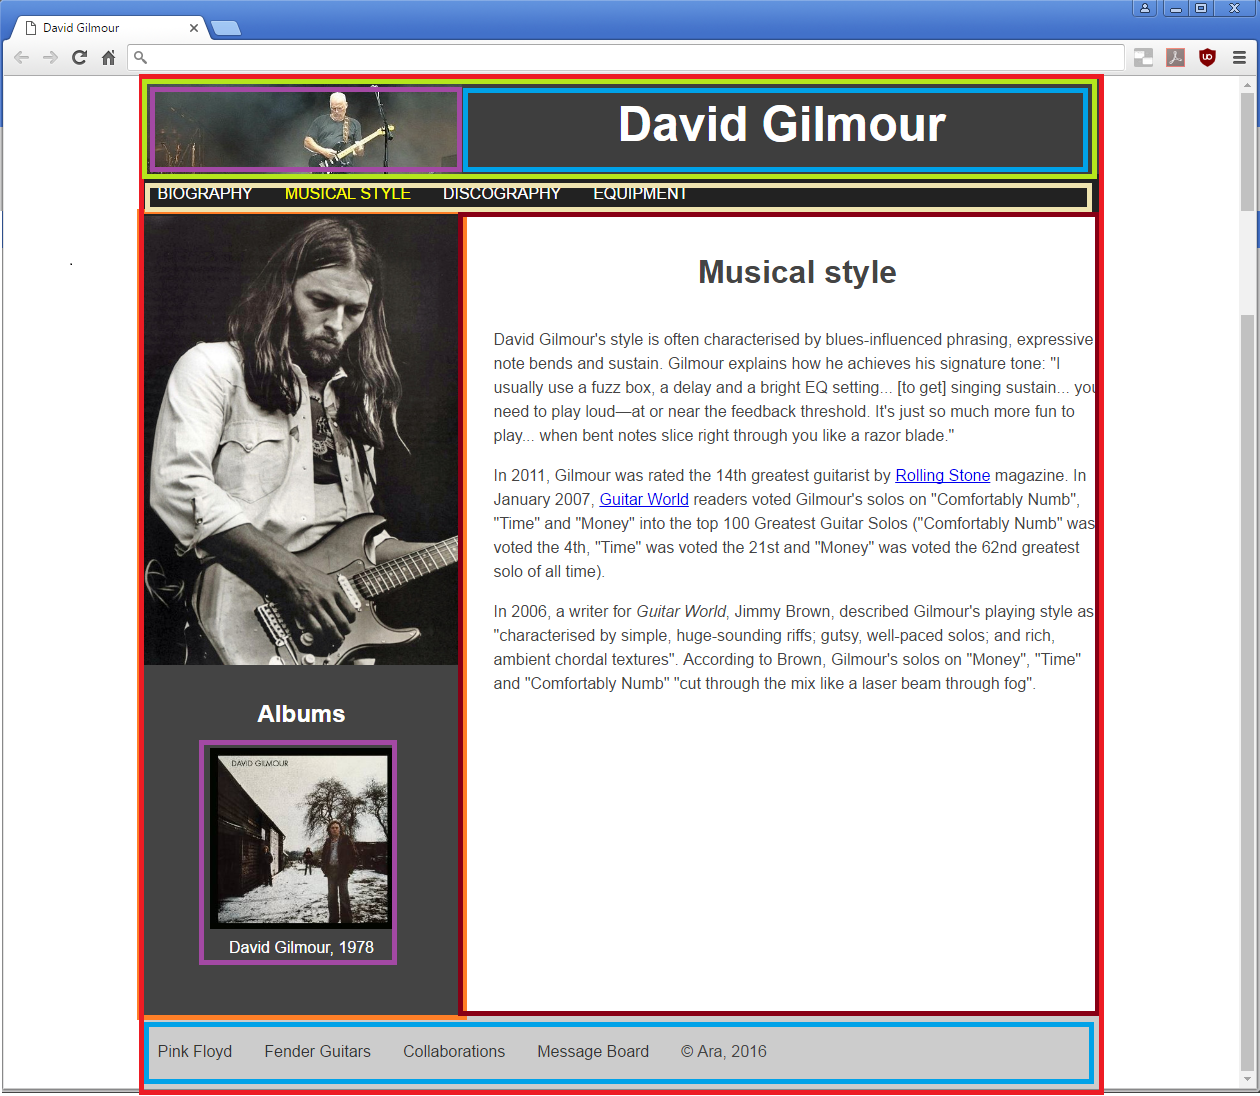 David Gilmour
David Gilmour
BIOGRAPHY MUSICAL STYLE DISCOGRAPHY EQUIPMENT
Musical style
David Gilmour's style is often characterised by blues-influenced phrasing, expressive
note bends and sustain. Gilmour explains how he achieves his signature tone: "I
usually use a fuzz box, a delay and a bright EQ setting... [to get] singing sustain... you
need to play loud—at or near the feedback threshold. It's just so much more fun to
play... when bent notes slice right through you like a razor blade."
In 2011, Gilmour was rated the 14th greatest guitarist by Rolling Stone magazine. In
January 2007, Guitar World readers voted Gilmour's solos on "Comfortably Numb",
"Time" and "Money" into the top 100 Greatest Guitar Solos ("Comfortably Numb" was
voted the 4th, "Time" was voted the 21st and "Money" was voted the 62nd greatest
solo of all time).
In 2006, a writer for Guitar World, Jimmy Brown, described Gilmour's playing style as
"characterised by simple, huge-sounding riffs; gutsy, well-paced solos; and rich,
ambient chordal textures". According to Brown, Gilmour's solos on "Money", "Time"
and "Comfortably Numb" "cut through the mix like a laser beam through fog".
Albums
DAVID GILMOUR
David Gilmour, 1978
Pink Floyd Fender Guitars Collaborations Message Board © Ara, 2016